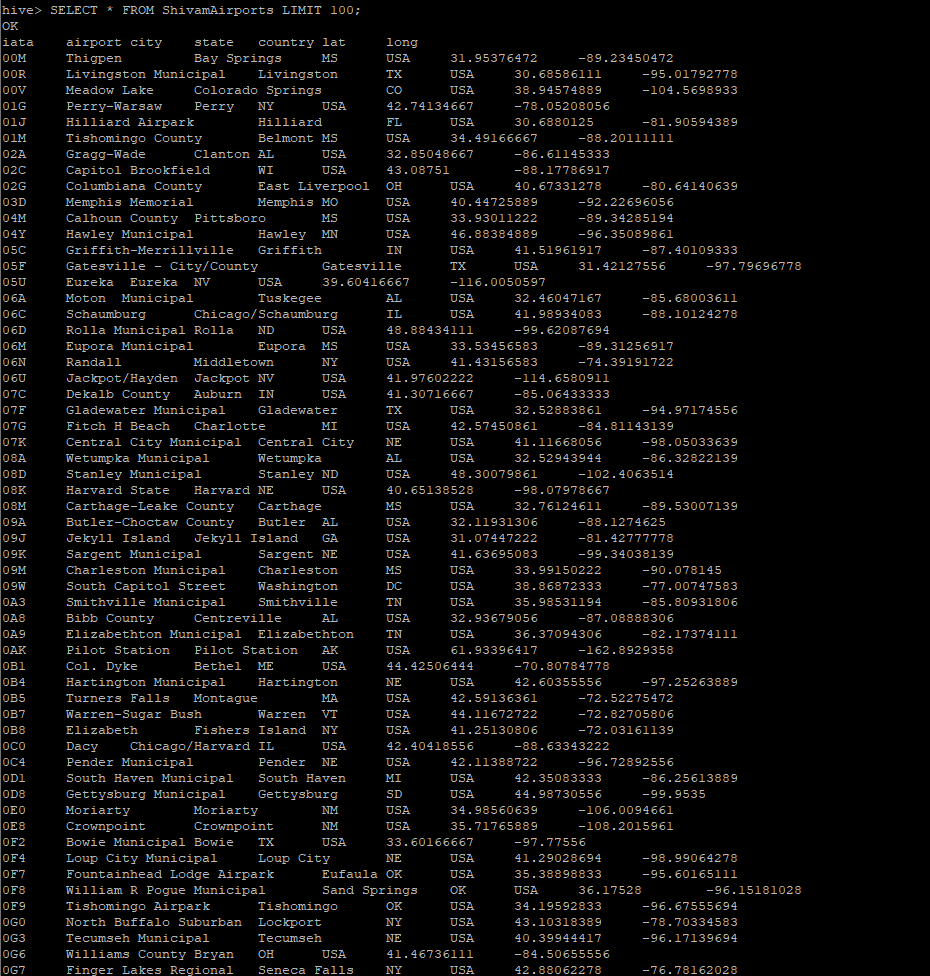 hive> SELECT * FROM ShivamAirports LIMIT 100;
OK
iata airport city state country lat long
00M Thigpen Bay Springs MS USA 31.95376472 -89.23450472
00R Livingston Municipal Livingston TX USA 30.68586111 -95.01792778
00V Meadow Lake Colorado Springs CO USA 38.94574889 -104.5698933
01G Perry-Warsaw Perry NY USA 42.74134667 -78.05208056
01J Hilliard Airpark Hilliard FL USA 30.6880125 -81.90594389
01M Tishomingo County Belmont MS USA 34.49166667 -88.20111111
02A Gragg-Wade Clanton AL USA 32.85048667 -86.61145333
02C Capitol Brookfield WI USA 43.08751 -88.17786917
02G Columbiana County East Liverpool OH USA 40.67331278 -80.64140639
03D Memphis Memorial Memphis MO USA 40.44725889 -92.22696056
04M Calhoun County Pittsboro MS USA 33.93011222 -89.34285194
04Y Hawley Municipal Hawley MN USA 46.88384889 -96.35089861
05C Griffith-Merrillville Griffith IN USA 41.51961917 -87.40109333
05F Gatesville - City/County Gatesville TX USA 31.42127556 -97.79696778
05U Eureka Eureka NV USA 39.60416667 -116.0050597
06A Moton Municipal Tuskegee AL USA 32.46047167 -85.68003611
06C Schaumburg Chicago/Schaumburg IL USA 41.98934083 -88.10124278
06D Rolla Municipal Rolla ND USA 48.88434111 -99.62087694
06M Eupora Municipal Eupora MS USA 33.53456583 -89.31256917
06N Randall Middletown NY USA 41.43156583 -74.39191722
06U Jackpot/Hayden Jackpot NV USA 41.97602222 -114.6580911
07C Dekalb County Auburn IN USA 41.30716667 -85.06433333
07F Gladewater Municipal Gladewater TX USA 32.52883861 -94.97174556
07G Fitch H Beach Charlotte MI USA 42.57450861 -84.81143139
07K Central City Municipal Central City NE USA 41.11668056 -98.05033639
08A Wetumpka Municipal Wetumpka AL USA 32.52943944 -86.32822139
08D Stanley Municipal Stanley ND USA 48.30079861 -102.4063514
08K Harvard State Harvard NE USA 40.65138528 -98.07978667
08M Carthage-Leake County Carthage MS USA 32.76124611 -89.53007139
09A Butler-Choctaw County Butler AL USA 32.11931306 -88.1274625
09J Jekyll Island Jekyll Island GA USA 31.07447222 -81.42777778
09K Sargent Municipal Sargent NE USA 41.63695083 -99.34038139
09M Charleston Municipal Charleston MS USA 33.99150222 -90.078145
09W South Capitol Street Washington DC USA 38.86872333 -77.00747583
0A3 Smithville Municipal Smithville TN USA 35.98531194 -85.80931806
0A8 Bibb County Centreville AL USA 32.93679056 -87.08888306
0A9 Elizabethton Municipal Elizabethton TN USA 36.37094306 -82.17374111
0AK Pilot Station Pilot Station AK USA 61.93396417 -162.8929358
0B1 Col. Dyke Bethel ME USA 44.42506444 -70.80784778
0B4 Hartington Municipal Hartington NE USA 42.60355556 -97.25263889
0B5 Turners Falls Montague MA USA 42.59136361 -72.52275472
0B7 Warren-Sugar Bush Warren VT USA 44.11672722 -72.82705806
0B8 Elizabeth Fishers Island NY USA 41.25130806 -72.03161139
0C0 Dacy Chicago/Harvard IL USA 42.40418556 -88.63343222
0C4 Pender Municipal Pender NE USA 42.11388722 -96.72892556
0D1 South Haven Municipal South Haven MI USA 42.35083333 -86.25613889
0D8 Gettysburg Municipal Gettysburg SD USA 44.98730556 -99.9535
0E0 Moriarty Moriarty NM USA 34.98560639 -106.0094661
0E8 Crownpoint Crownpoint NM USA 35.71765889 -108.2015961
0F2 Bowie Municipal Bowie TX USA 33.60166667 -97.77556
0F4 Loup City Municipal Loup City NE USA 41.29028694 -98.99064278
0F7 Fountainhead Lodge Airpark Eufaula OK USA 35.38898833 -95.60165111
0F8 William R Pogue Municipal Sand Springs OK USA 36.17528 -96.15181028
0F9 Tishomingo Airpark Tishomingo OK USA 34.19592833 -96.67555694
0G0 North Buffalo Suburban Lockport NY USA 43.10318389 -78.70334583
0G3 Tecumseh Municipal Tecumseh NE USA 40.39944417 -96.17139694
0G6 Williams County Bryan OH USA 41.46736111 -84.50655556
0G7 Finger Lakes Regional Seneca Falls NY USA 42.88062278 -76.78162028